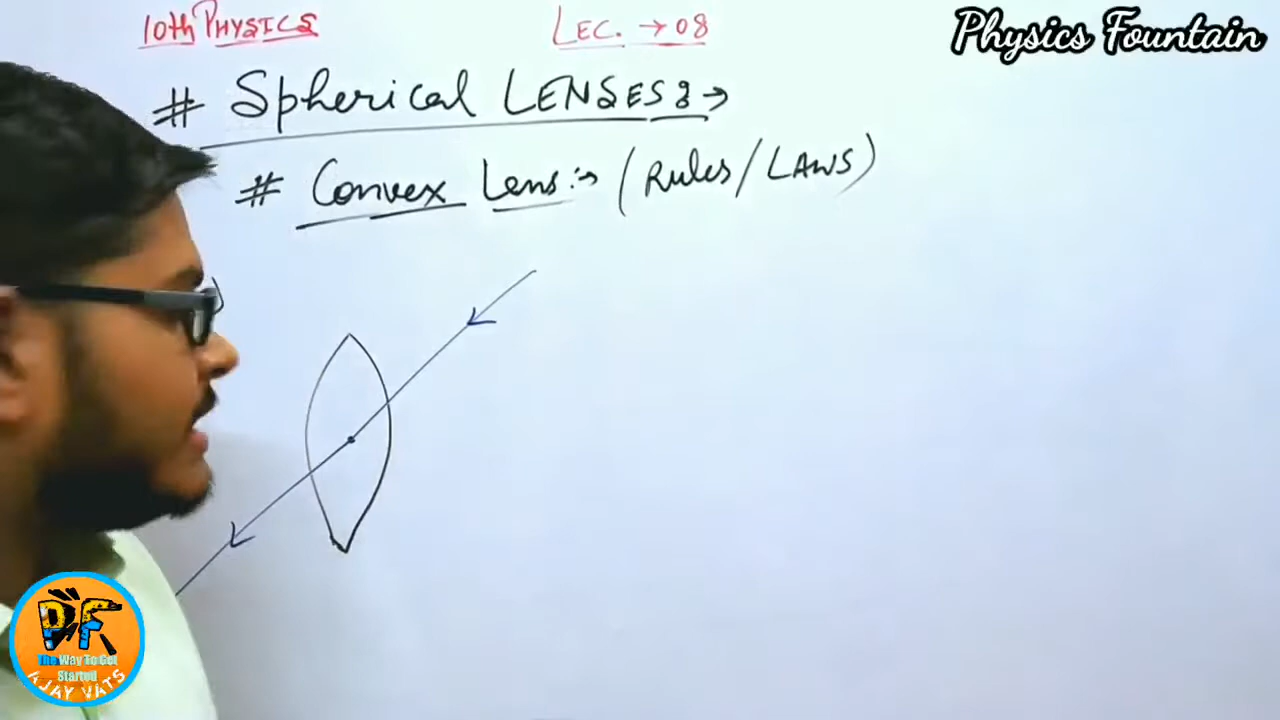 10th PHYSICS
LEC. → 08
Physics Fountain
# Spherical LENSES :→
# Convex Lens :→ (RULES/LAWS)
PF
The Way To Get
Started
AJAY VATS